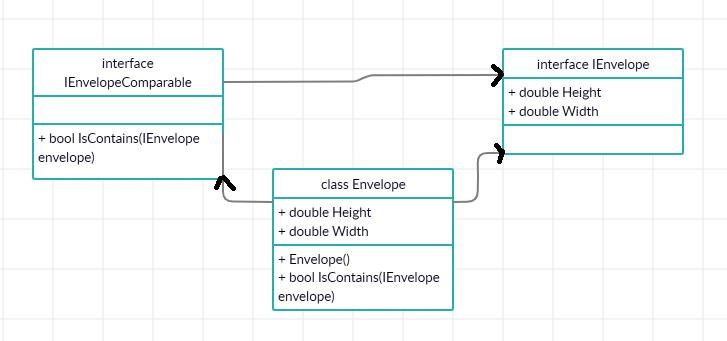 interface
IEnvelopeComparable
+ bool IsContains(IEnvelope
envelope)
interface IEnvelope
+ double Height
+ double Width
class Envelope
+ double Height
+ double Width
+ Envelope()
+ bool IsContains(IEnvelope
envelope)